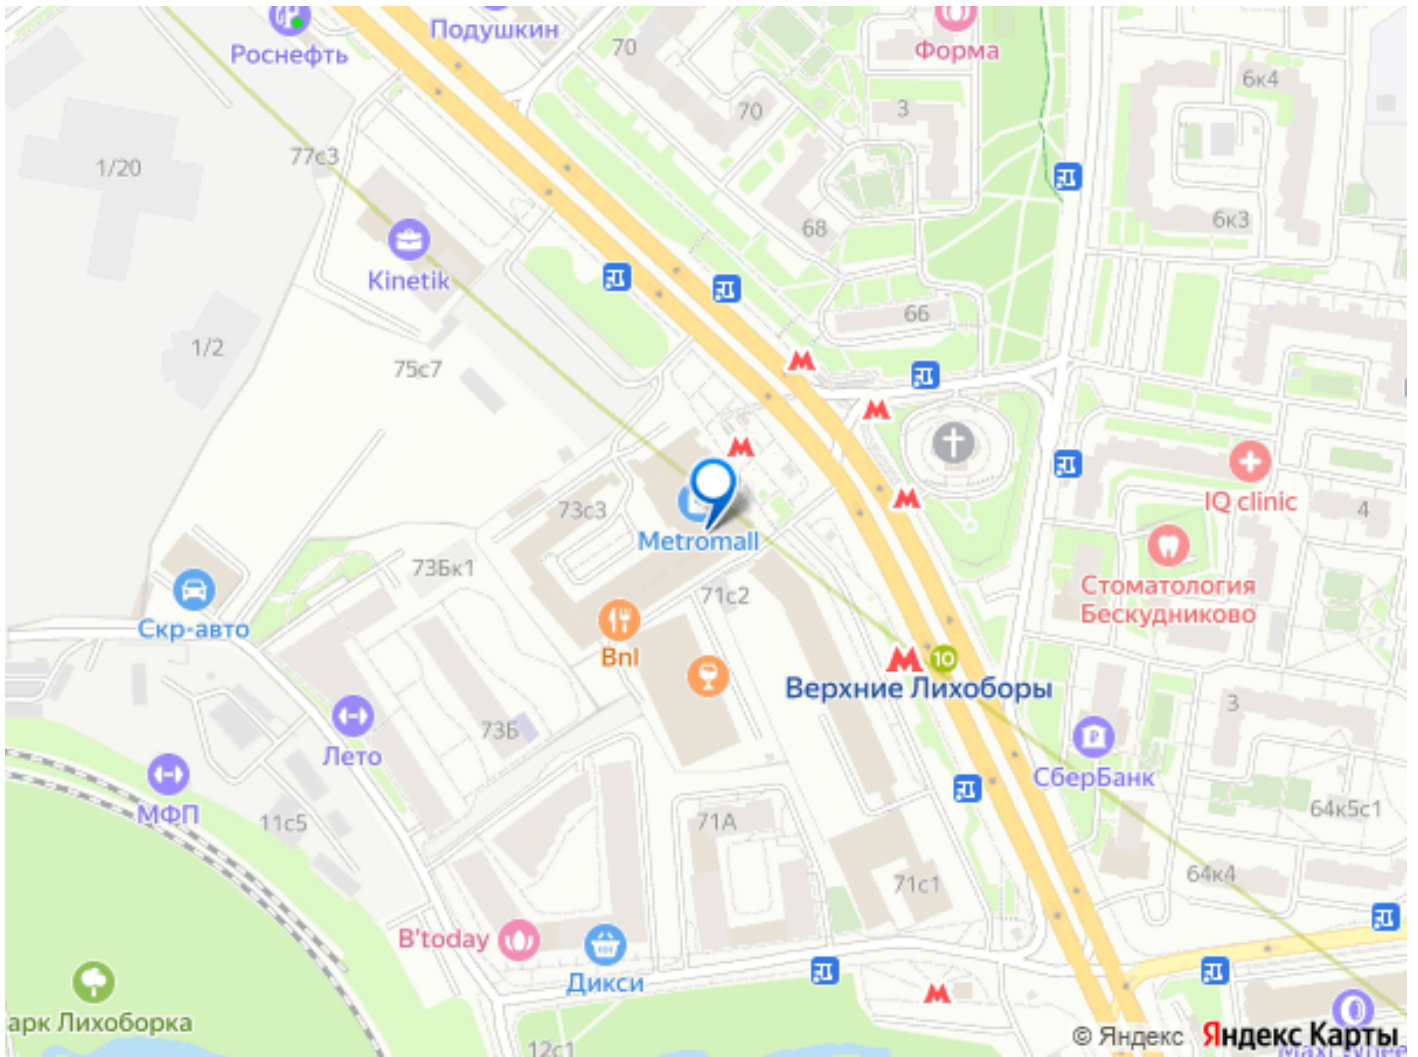 Подушкин
Роснефть
70
Форма
6к4
3
70
77с3
1/20
6к3
68
Kinetik
66
1/2
75с7
IQ clinic
4
73с3
Metromall
73Бк1
71с2
Стоматология
Бескудниково
Скр-авто
Bnl
10
Верхние Лихоборы
3
73Б
Лето
СберБанк
МФП
11с5
71А
64к5с1
64к4
71с1
B'today
Дикси
арк Лихоборка
12с1
© Яндекс
Яндекс Карты